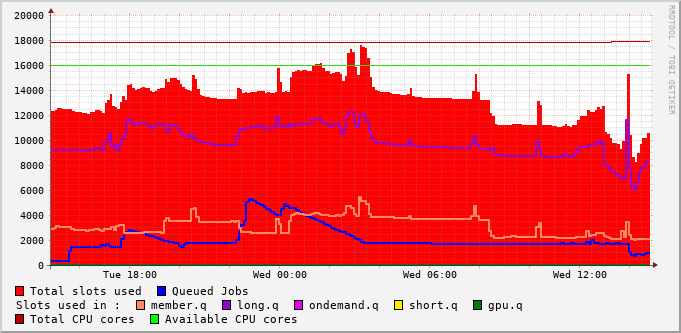 20000
18000
16000
14000
12000
10000
8000
6000
4000
2000
0
Tue 18:00 Wed 00:00 Wed 06:00 Wed 12:00
RRDTOOL / TOBI OETIKER
Total slots used Queued Jobs
Slots used in : member.q long.q ondemand.q short.q gpu.q
Total CPU cores Available CPU cores